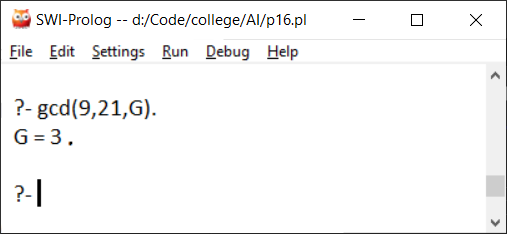 SWI-Prolog -- d:/Code/college/AI/p16.pl
File Edit Settings Run Debug Help
?- gcd(9,21,G).
G = 3 .
?-